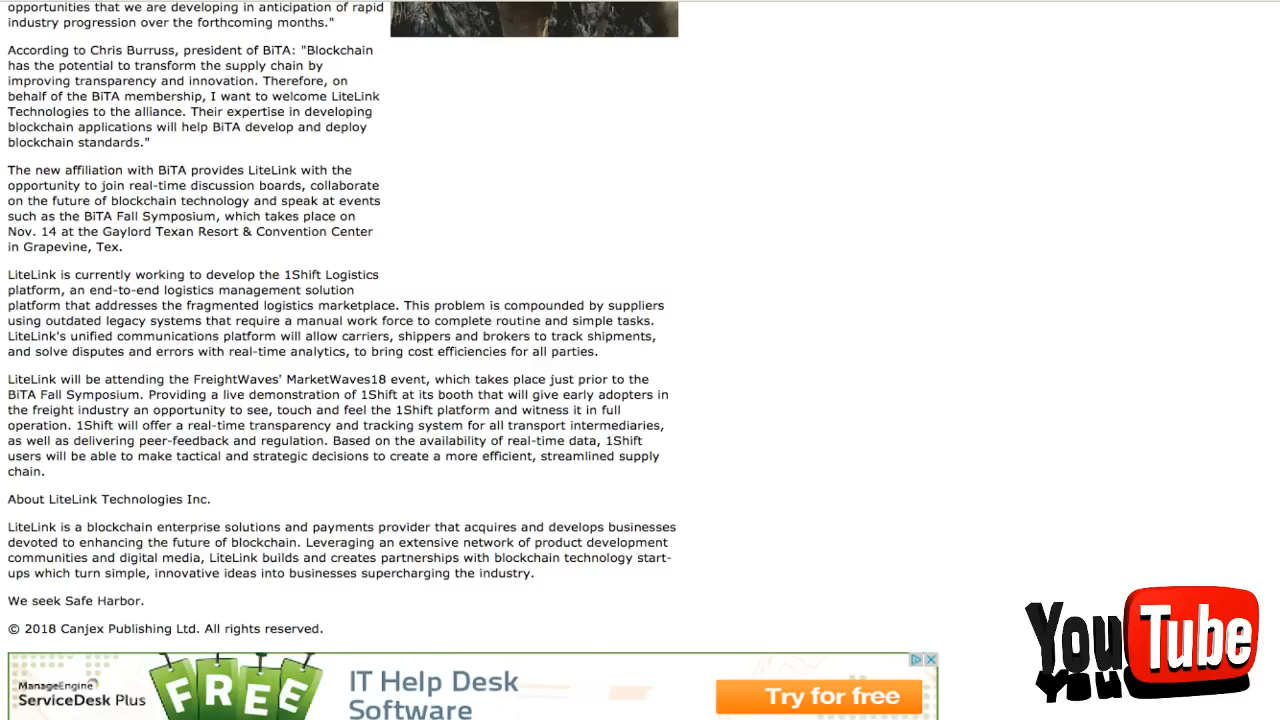 opportunities that we are developing in anticipation of rapid
industry progression over the forthcoming months."
According to Chris Burruss, president of BiTA: "Blockchain
has the potential to transform the supply chain by
improving transparency and innovation. Therefore, on
behalf of the BiTA membership, I want to welcome LiteLink
Technologies to the alliance. Their expertise in developing
blockchain applications will help BiTA develop and deploy
blockchain standards."
The new affiliation with BiTA provides LiteLink with the
opportunity to join real-time discussion boards, collaborate
on the future of blockchain technology and speak at events
such as the BiTA Fall Symposium, which takes place on
Nov. 14 at the Gaylord Texan Resort & Convention Center
in Grapevine, Tex.
LiteLink is currently working to develop the 1Shift Logistics
platform, an end-to-end logistics management solution
platform that addresses the fragmented logistics marketplace. This problem is compounded by suppliers
using outdated legacy systems that require a manual work force to complete routine and simple tasks.
LiteLink's unified communications platform will allow carriers, shippers and brokers to track shipments,
and solve disputes and errors with real-time analytics, to bring cost efficiencies for all parties.
LiteLink will be attending the FreightWaves' MarketWaves18 event, which takes place just prior to the
BiTA Fall Symposium. Providing a live demonstration of 1Shift at its booth that will give early adopters in
the freight industry an opportunity to see, touch and feel the 1Shift platform and witness it in full
operation. 1Shift will offer a real-time transparency and tracking system for all transport intermediaries,
as well as delivering peer-feedback and regulation. Based on the availability of real-time data, 1Shift
users will be able to make tactical and strategic decisions to create a more efficient, streamlined supply
chain.
About LiteLink Technologies Inc.
LiteLink is a blockchain enterprise solutions and payments provider that acquires and develops businesses
devoted to enhancing the future of blockchain. Leveraging an extensive network of product development
communities and digital media, LiteLink builds and creates partnerships with blockchain technology start-
ups which turn simple, innovative ideas into businesses supercharging the industry.
We seek Safe Harbor.
© 2018 Canjex Publishing Ltd. All rights reserved.
ManageEngine
ServiceDesk Plus
FREE
IT Help Desk
Software
Try for free
YouTube